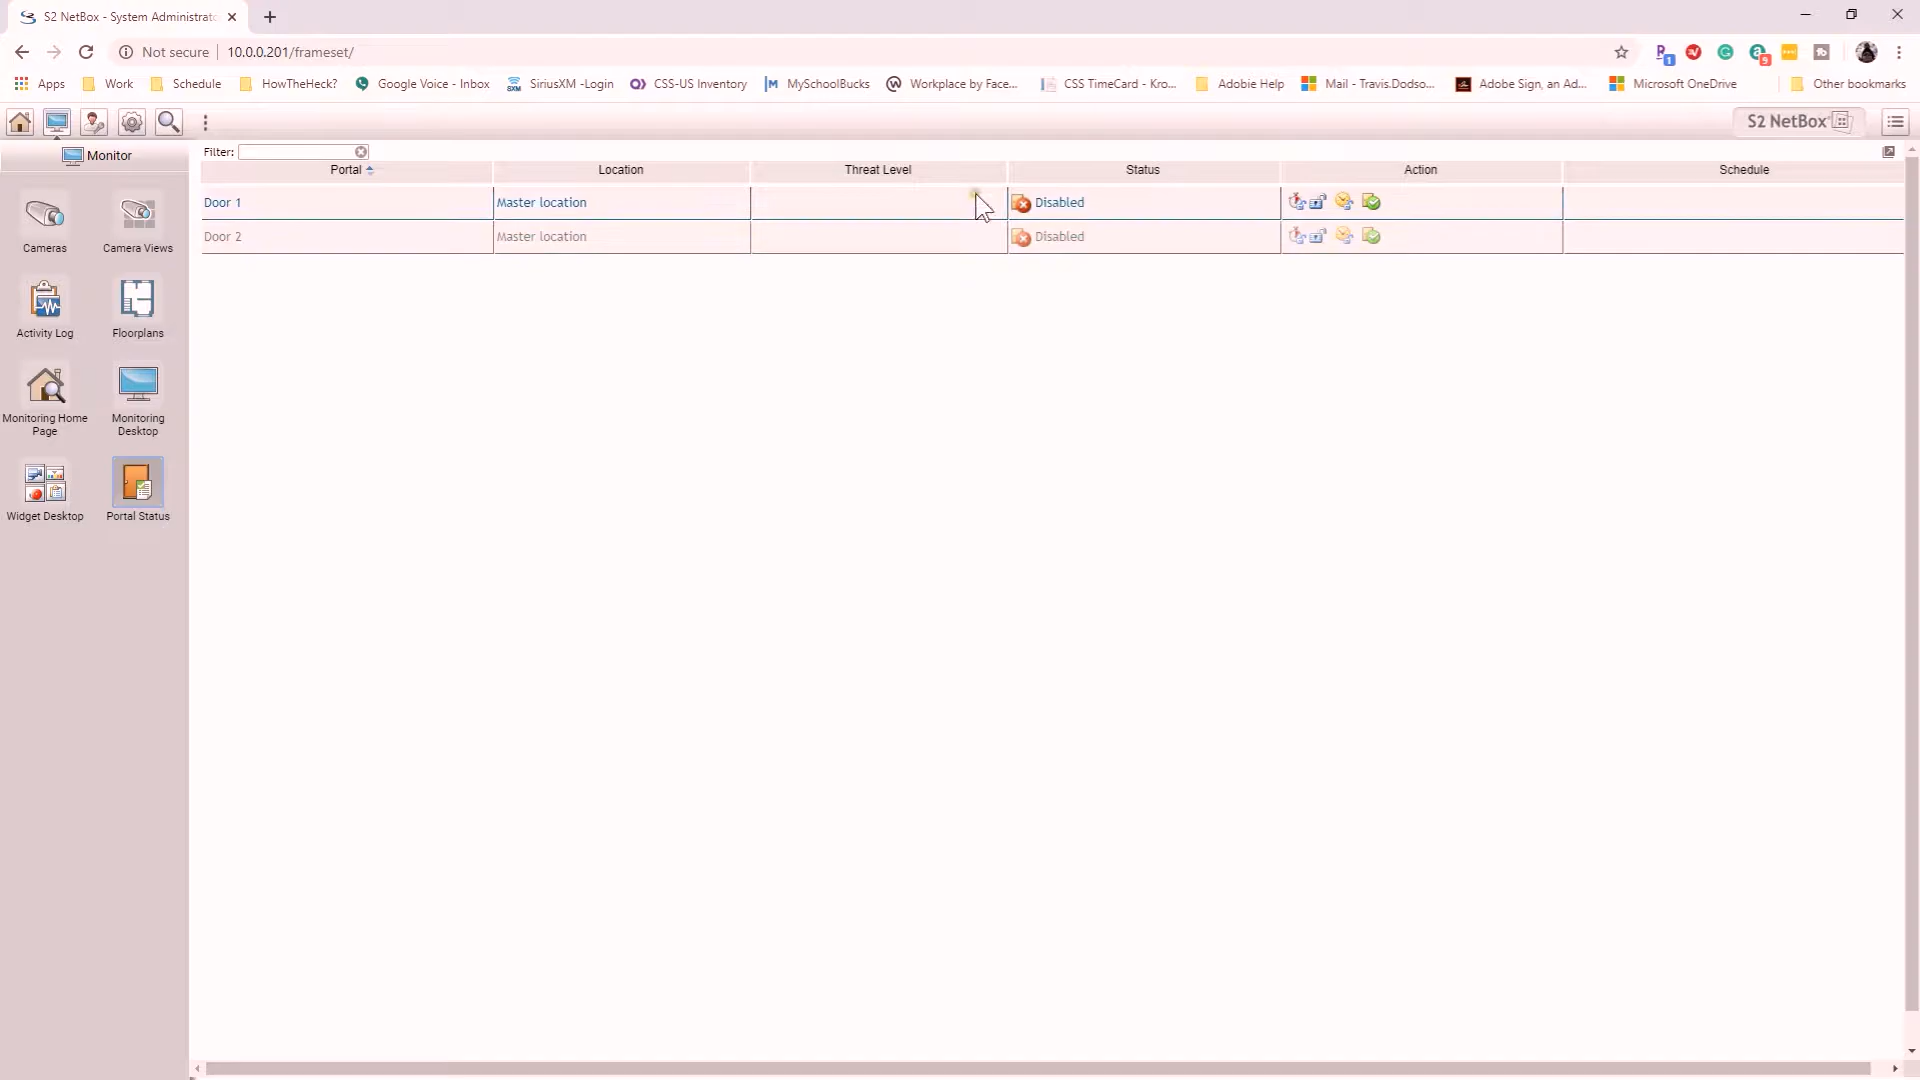 S2 NetBox - System Administrato
Not secure 10.0.0.201/frameset/
1
9
Apps Work Schedule HowTheHeck? Google Voice - Inbox SiriusXM -Login CSS-US Inventory MySchoolBucks Workplace by Face... CSS TimeCard - Kro... Adobie Help Mail - Travis.Dodso... Adobe Sign, an Ad... Microsoft OneDrive Other bookmarks
S2 NetBox
Monitor
Filter:
Portal Location Threat Level Status Action Schedule
Door 1 Master location Disabled
Door 2 Master location Disabled
Cameras Camera Views
Activity Log Floorplans
Monitoring Home Page
Monitoring Desktop
Widget Desktop Portal Status